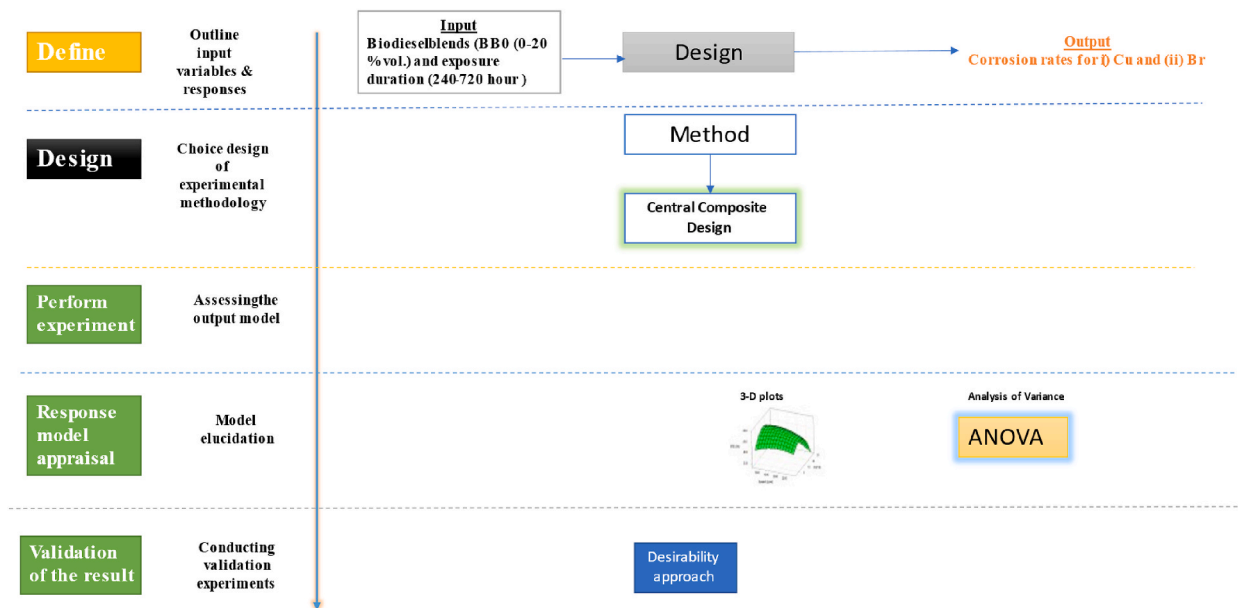 Define
Outline
input
variables &
responses
Input
Biodieselblends (BB0 (0-20
%vol.) and exposure
duration (240-720 hour )
Design
Output
Corrosion rates for i) Cu and (ii) Br
Design
Choice design
of
experimental
methodology
Method
Central Composite
Design
Perform
experiment
Assessingthe
output model
Response
model
appraisal
Model
elucidation
3-D plots
Analysis of Variance
ANOVA
Validation
of the result
Conducting
validation
experiments
Desirability
approach